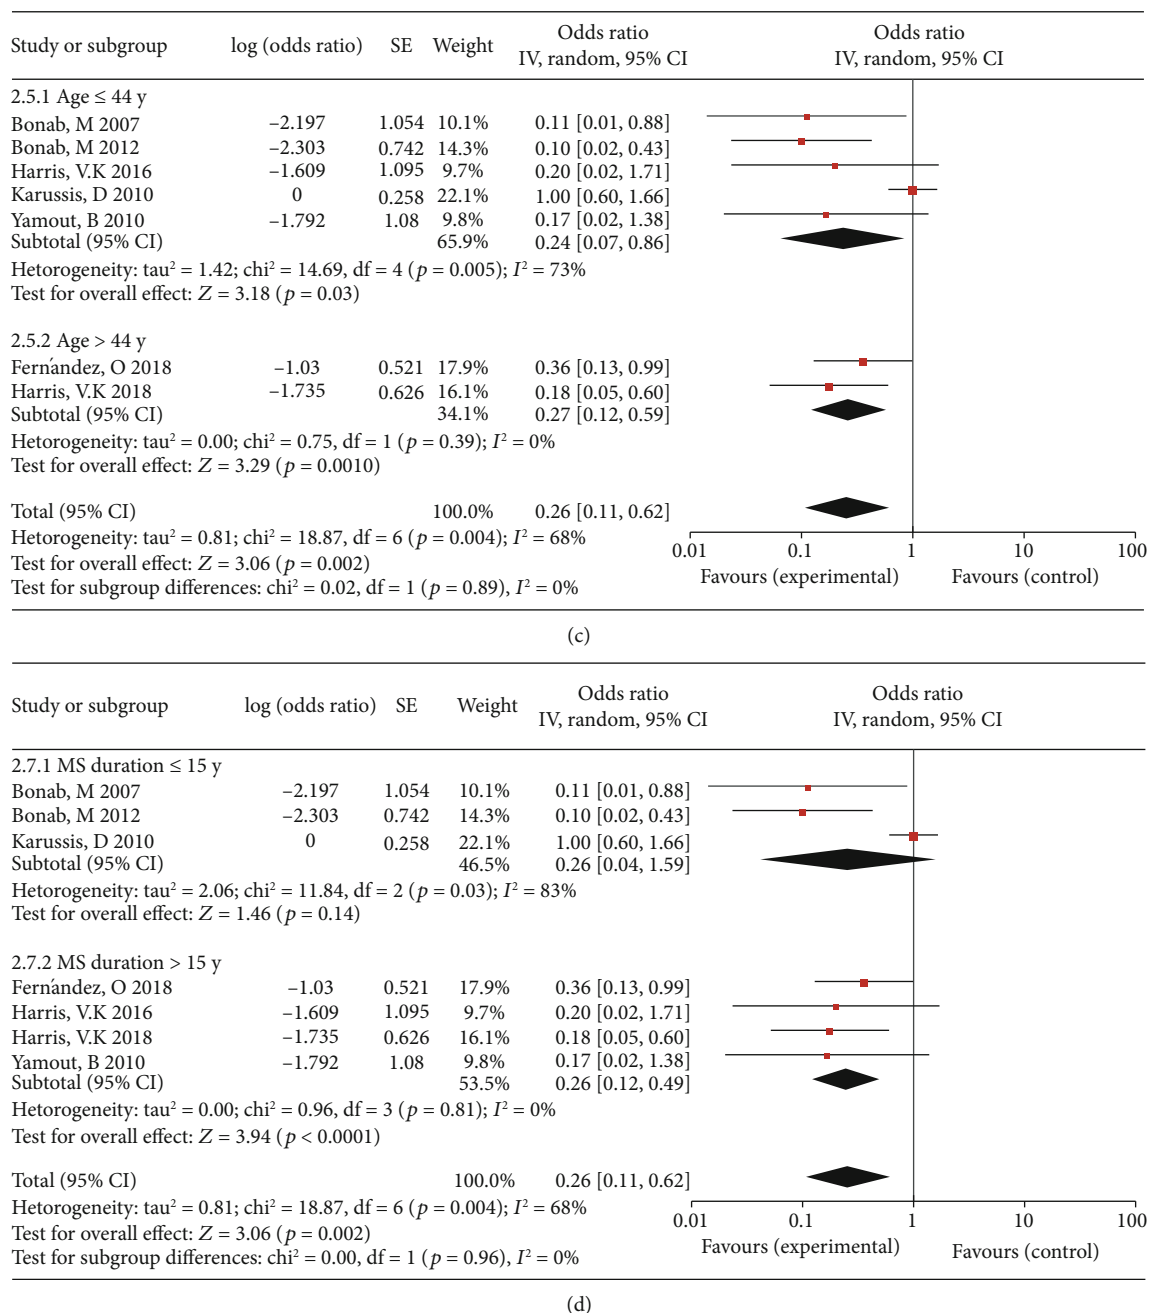 Study or subgroup log (odds ratio) SE Weight Odds ratio IV, random, 95% CI Odds ratio IV, random, 95% CI
2.5.1 Age ≤ 44 y
Bonab, M 2007 –2.197 1.054 10.1% 0.11 [0.01, 0.88]
Bonab, M 2012 –2.303 0.742 14.3% 0.10 [0.02, 0.43]
Harris, V.K 2016 –1.609 1.095 9.7% 0.20 [0.02, 1.71]
Karussis, D 2010 0 0.258 22.1% 1.00 [0.60, 1.66]
Yamout, B 2010 –1.792 1.08 9.8% 0.17 [0.02, 1.38]
Subtotal (95% CI) 65.9% 0.24 [0.07, 0.86]
Hetorogeneity: tau² = 1.42; chi² = 14.69, df = 4 (p = 0.005); I² = 73%
Test for overall effect: Z = 3.18 (p = 0.03)
2.5.2 Age > 44 y
Fernández, O 2018 –1.03 0.521 17.9% 0.36 [0.13, 0.99]
Harris, V.K 2018 –1.735 0.626 16.1% 0.18 [0.05, 0.60]
Subtotal (95% CI) 34.1% 0.27 [0.12, 0.59]
Hetorogeneity: tau² = 0.00; chi² = 0.75, df = 1 (p = 0.39); I² = 0%
Test for overall effect: Z = 3.29 (p = 0.0010)
Total (95% CI) 100.0% 0.26 [0.11, 0.62]
Hetorogeneity: tau² = 0.81; chi² = 18.87, df = 6 (p = 0.004); I² = 68%
Test for overall effect: Z = 3.06 (p = 0.002)
Test for subgroup differences: chi² = 0.02, df = 1 (p = 0.89), I² = 0%
0.01 0.1 1 10 100
Favours (experimental) Favours (control)
(c)
Study or subgroup log (odds ratio) SE Weight Odds ratio IV, random, 95% CI Odds ratio IV, random, 95% CI
2.7.1 MS duration ≤ 15 y
Bonab, M 2007 –2.197 1.054 10.1% 0.11 [0.01, 0.88]
Bonab, M 2012 –2.303 0.742 14.3% 0.10 [0.02, 0.43]
Karussis, D 2010 0 0.258 22.1% 1.00 [0.60, 1.66]
Subtotal (95% CI) 46.5% 0.26 [0.04, 1.59]
Hetorogeneity: tau² = 2.06; chi² = 11.84, df = 2 (p = 0.03); I² = 83%
Test for overall effect: Z = 1.46 (p = 0.14)
2.7.2 MS duration > 15 y
Fernández, O 2018 –1.03 0.521 17.9% 0.36 [0.13, 0.99]
Harris, V.K 2016 –1.609 1.095 9.7% 0.20 [0.02, 1.71]
Harris, V.K 2018 –1.735 0.626 16.1% 0.18 [0.05, 0.60]
Yamout, B 2010 –1.792 1.08 9.8% 0.17 [0.02, 1.38]
Subtotal (95% CI) 53.5% 0.26 [0.12, 0.49]
Hetorogeneity: tau² = 0.00; chi² = 0.96, df = 3 (p = 0.81); I² = 0%
Test for overall effect: Z = 3.94 (p < 0.0001)
Total (95% CI) 100.0% 0.26 [0.11, 0.62]
Hetorogeneity: tau² = 0.81; chi² = 18.87, df = 6 (p = 0.004); I² = 68%
Test for overall effect: Z = 3.06 (p = 0.002)
Test for subgroup differences: chi² = 0.00, df = 1 (p = 0.96), I² = 0%
0.01 0.1 1 10 100
Favours (experimental) Favours (control)
(d)